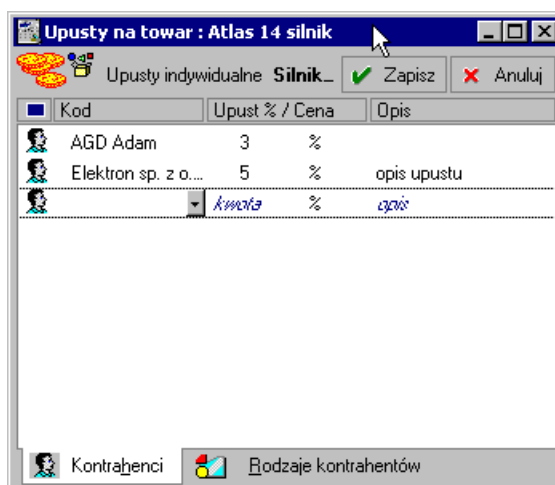 Upusty na towar : Atlas 14 silnik
Upusty indywidualne Silnik_ Zapisz Anuluj
Kod Upust % / Cena Opis
AGD Adam 3 %
Elektron sp. z o.... 5 % opis upustu
kwota % opis
Kontrahenci Rodzaje kontrahentów